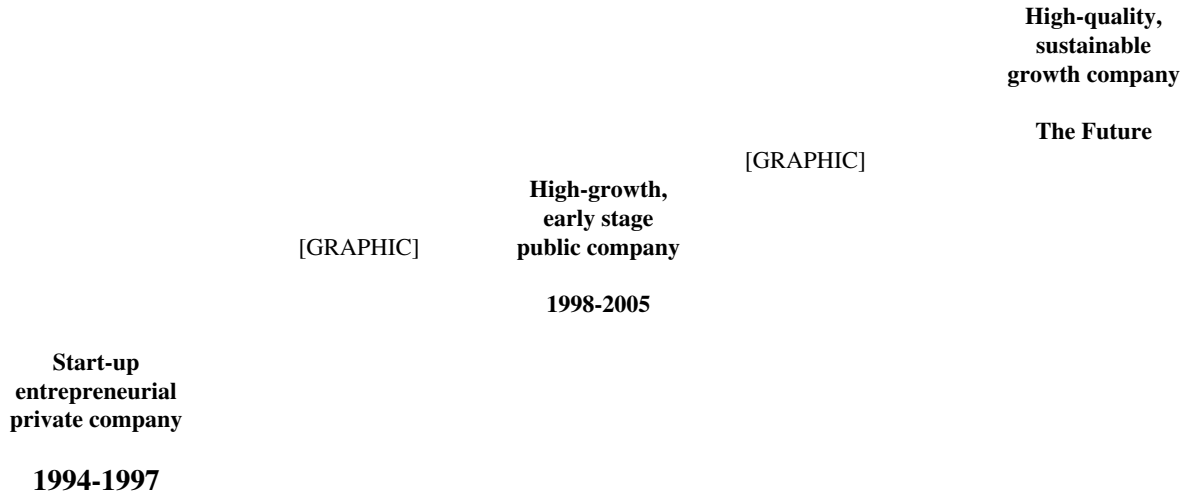 High-quality,
sustainable
growth company
The Future
[GRAPHIC]
High-growth,
early stage
public company
[GRAPHIC]
1998-2005
Start-up
entrepreneurial
private company
1994-1997